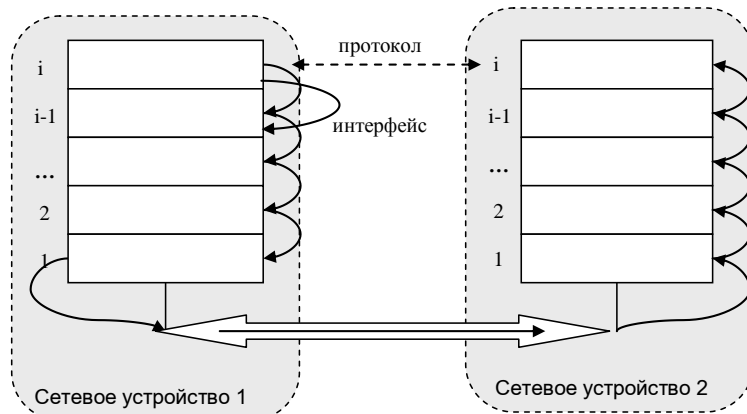 протокол
i
i
i-1
i-1
интерфейс
...
...
2
2
1
1
Сетевое устройство 1
Сетевое устройство 2